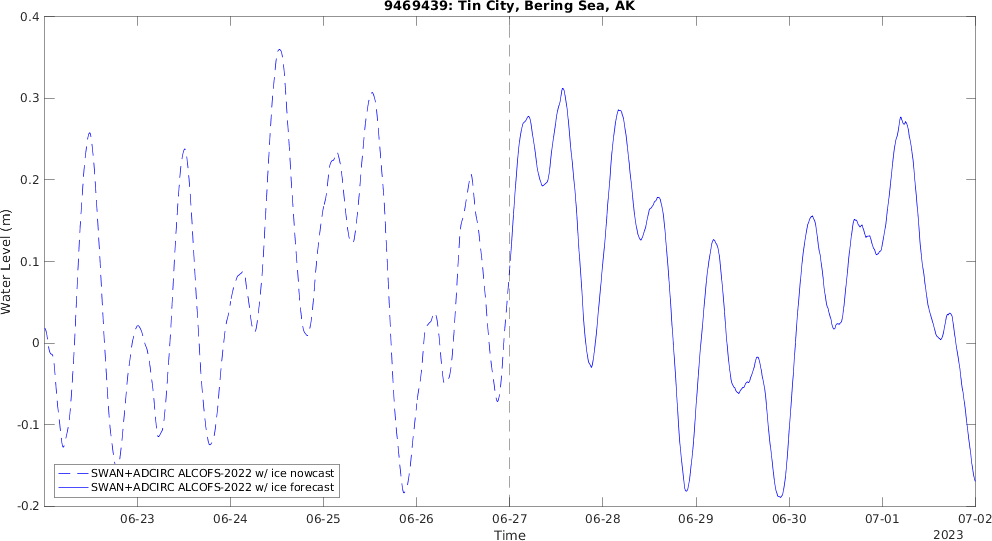 9469439: Tin City, Bering Sea, AK
0.4
0.3
0.2
0.1
0
-0.1
-0.2
Water Level (m)
SWAN+ADCIRC ALCOFS-2022 w/ ice nowcast
SWAN+ADCIRC ALCOFS-2022 w/ ice forecast
06-23 06-24 06-25 06-26 06-27 06-28 06-29 06-30 07-01 07-02
Time
2023